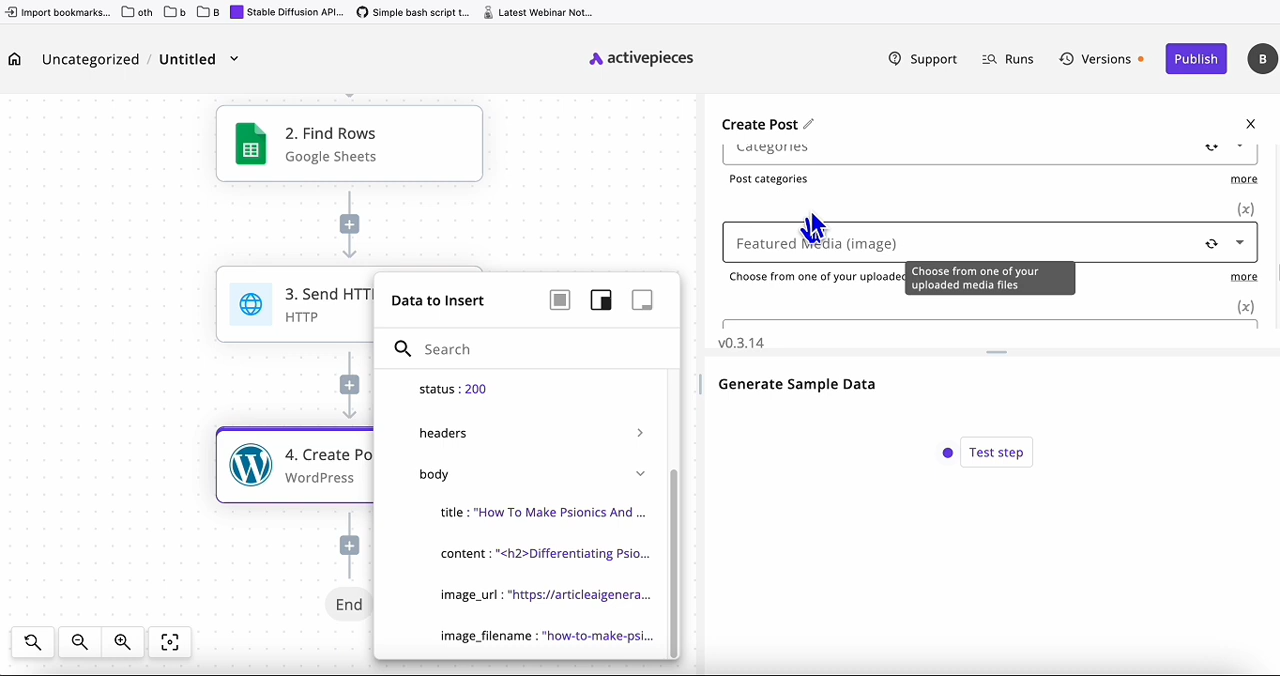 Import bookmarks...
oth
b
B
Stable Diffusion API...
Simple bash script t...
Latest Webinar Not...
Uncategorized / Untitled
activepieces
Support
Runs
Versions
Publish
B
2. Find Rows
Google Sheets
3. Send HTT
HTTP
4. Create Po
WordPress
End
Data to Insert
Search
status : 200
headers
body
title : "How To Make Psionics And ...
content : "<h2>Differentiating Psio...
image_url : "https://articleaigenera...
image_filename : "how-to-make-psi...
Create Post
Categories
Post categories
more
(x)
Featured Media (image)
Choose from one of your uploaded
more
Choose from one of your
uploaded media files
(x)
v0.3.14
Generate Sample Data
Test step